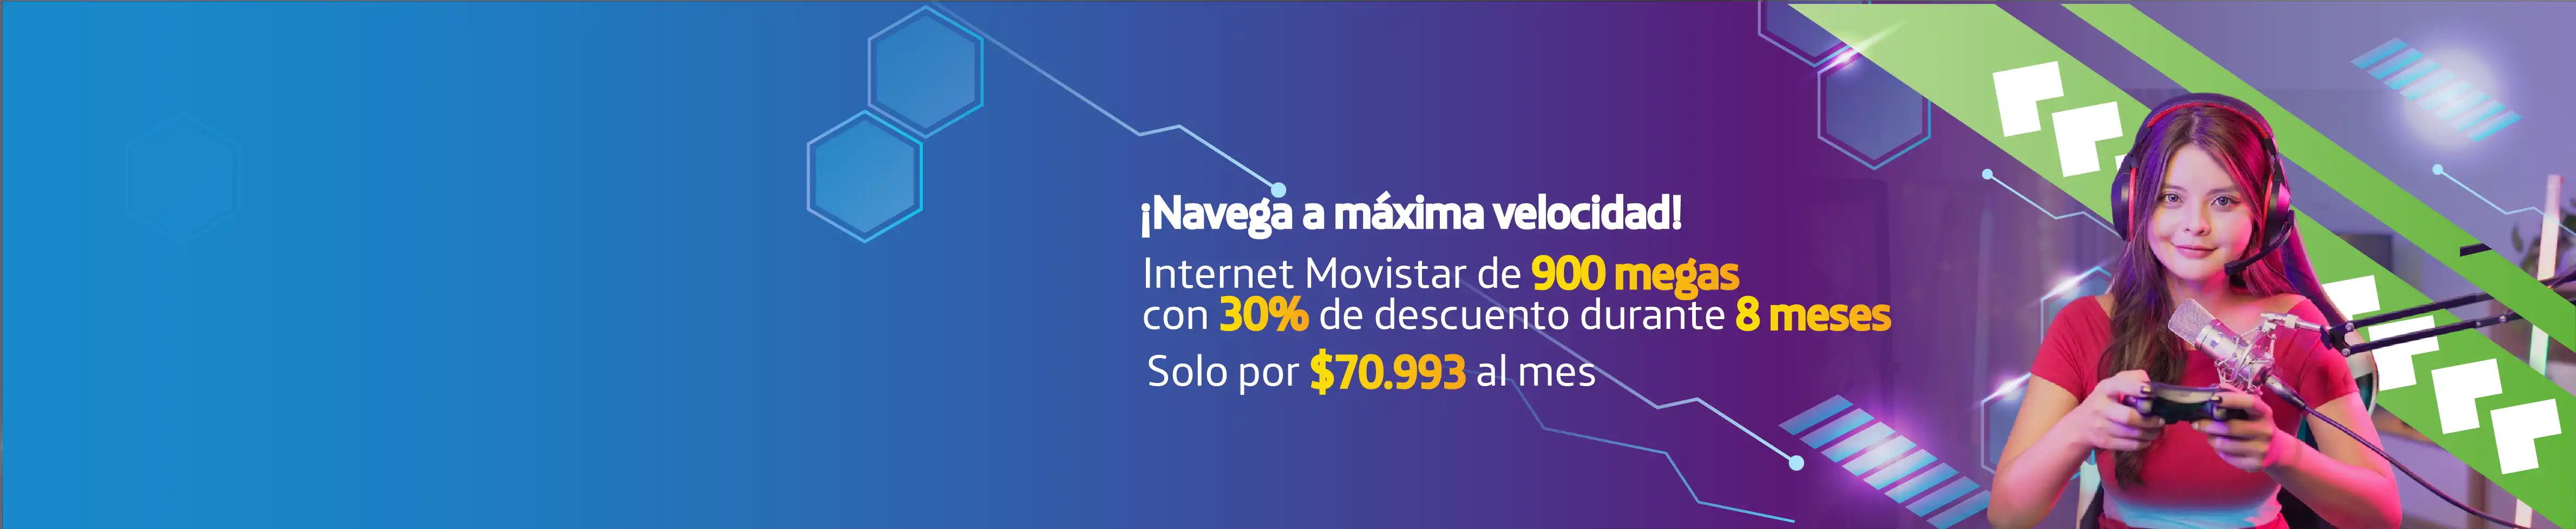 ¡Navega a máxima velocidad!
Internet Movistar de 900 megas
con 30% de descuento durante 8 meses
Solo por $70.993 al mes